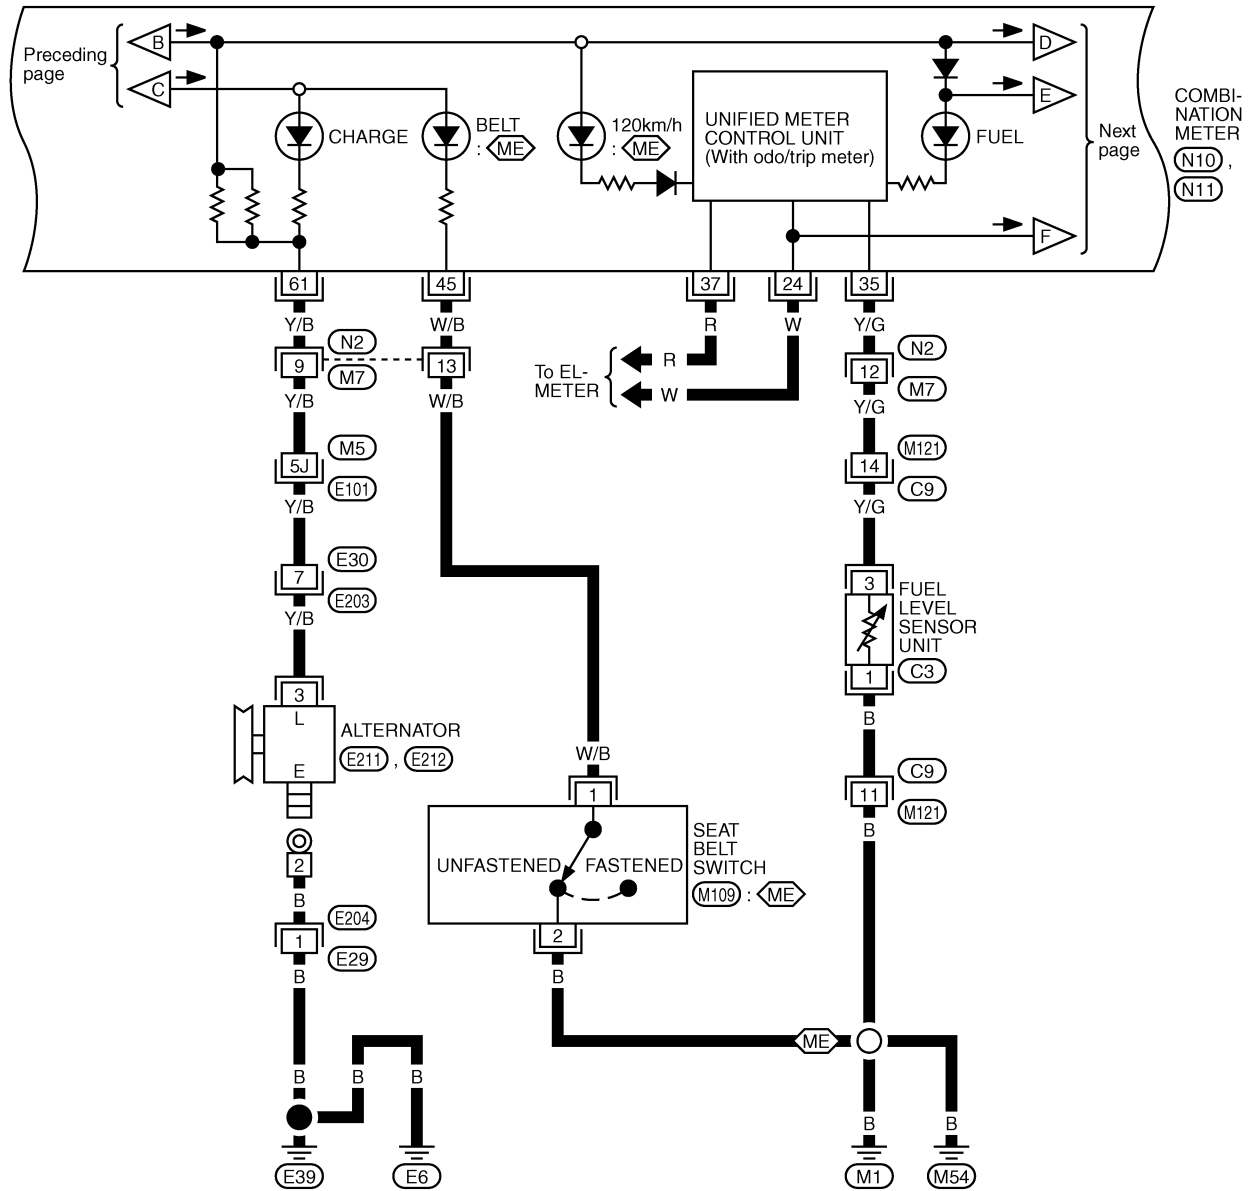 Preceding
page
B
C
CHARGE
BELT
: ME
120km/h
: ME
UNIFIED METER
CONTROL UNIT
(With odo/trip meter)
FUEL
D
E
F
Next
page
COMBI-
NATION
METER
N10 ,
N11
61
45
37
24
35
Y/B
W/B
R
W
Y/G
N2
9
13
M7
R
W
To EL-
METER
N2
12
M7
Y/B
W/B
Y/G
M5
5J
E101
M121
14
C9
Y/B
Y/G
E30
7
E203
Y/B
3
FUEL
LEVEL
SENSOR
UNIT
1
C3
3
L
E
ALTERNATOR
E211 , E212
B
W/B
C9
11
M121
1
B
UNFASTENED FASTENED
SEAT
BELT
SWITCH
M109 : ME
2
B
E204
1
E29
2
B
B
ME
B
B
B
B
B
E39
E6
M1
M54